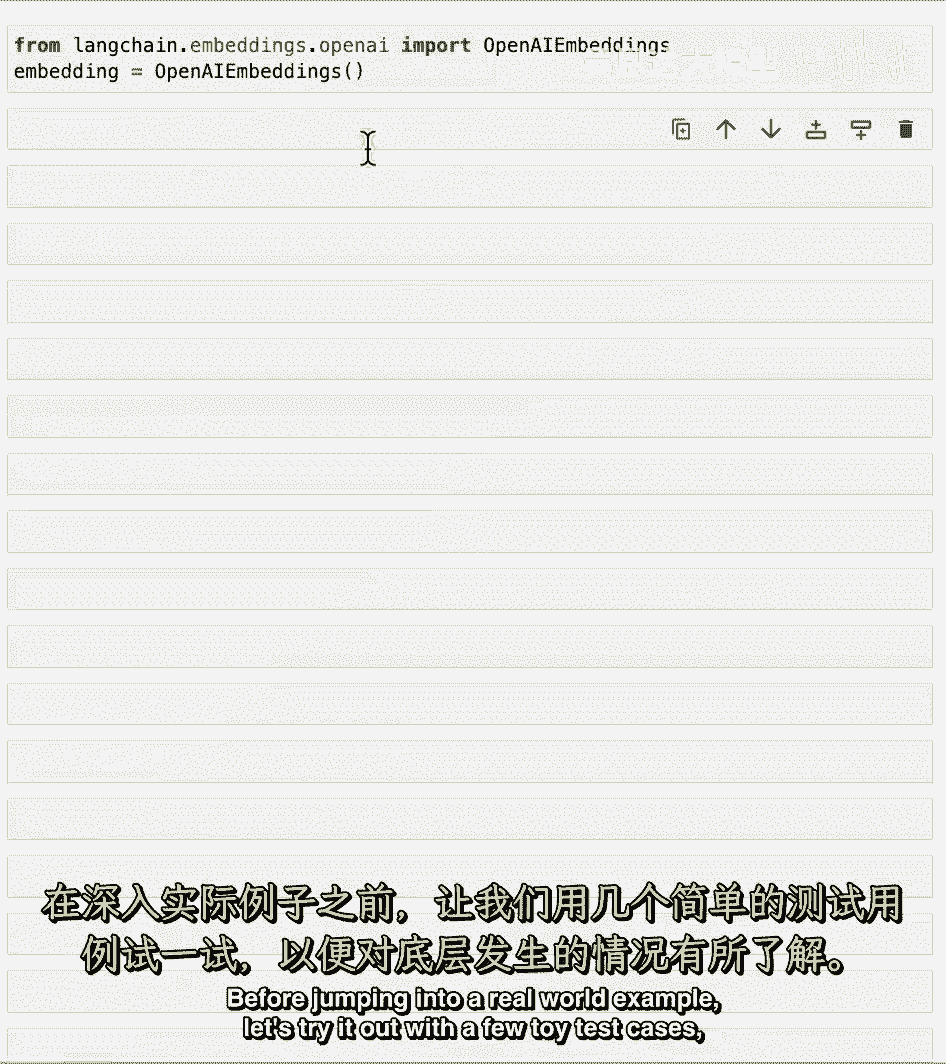 from langchain.embeddings.openai import OpenAIEmbeddings
embedding = OpenAIEmbeddings()
在深入实际例子之前，让我们用几个简单的测试用
例试一试，以便对底层发生的情况有所了解。
Before jumping into a real world example,
let's try it out with a few toy test cases,